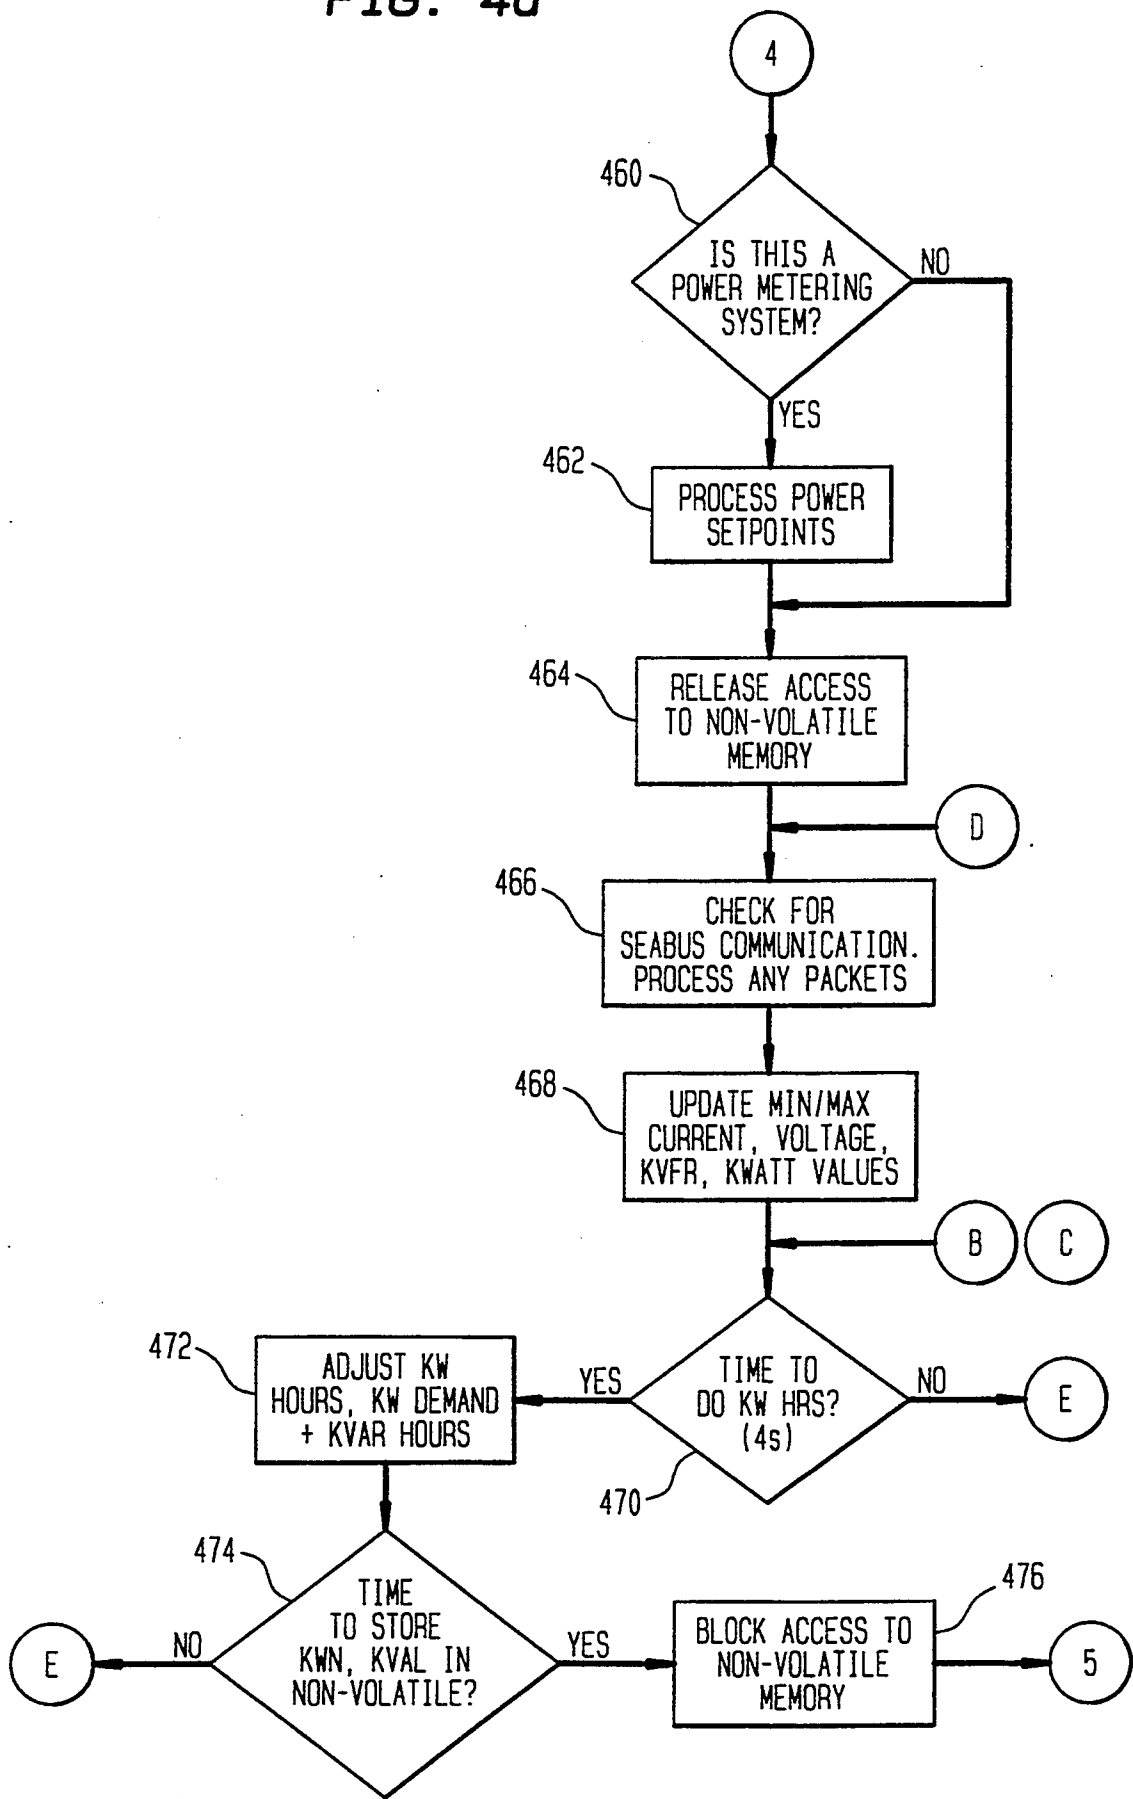 FIG. 4d
4
460
IS THIS A
POWER METERING
SYSTEM?
NO
YES
462
PROCESS POWER
SETPOINTS
464
RELEASE ACCESS
TO NON-VOLATILE
MEMORY
D
466
CHECK FOR
SEABUS COMMUNICATION.
PROCESS ANY PACKETS
468
UPDATE MIN/MAX
CURRENT, VOLTAGE,
KVFR, KWATT VALUES
B
C
472
ADJUST KW
HOURS, KW DEMAND
+ KVAR HOURS
YES
TIME TO
DO KW HRS?
(4s)
NO
E
470
474
TIME
TO STORE
KWN, KVAL IN
NON-VOLATILE?
NO
E
YES
476
BLOCK ACCESS TO
NON-VOLATILE
MEMORY
5